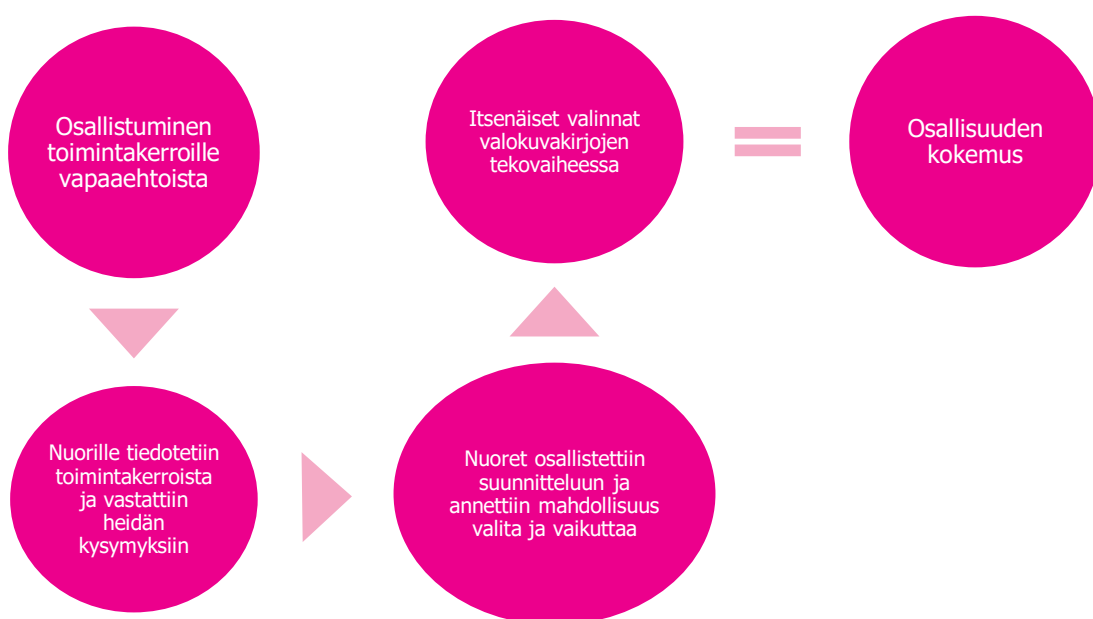 Osallistuminen
toimintakerroille
vapaaehtoista
Nuorille tiedotetiin
toimintakerroista
ja vastattiin
heidän
kysymyksiin
Nuoret osallistettiin
suunnitteluun ja
annettiin mahdollisuus
valita ja vaikuttaa
Itsenäiset valinnat
valokuvakirjojen
tekovaiheessa
Osallisuuden
kokemus